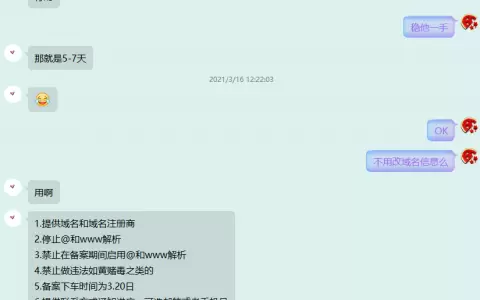 稳他一手
那就是5-7天
2021/3/16 12:22:03
OK
不用改域名信息么
用啊
1.提供域名和域名注册商
2.停止@和www解析
3.禁止在备案期间启用@和www解析
4.禁止做违法如黄赌毒之类的
5.备案下车时间为3.20日